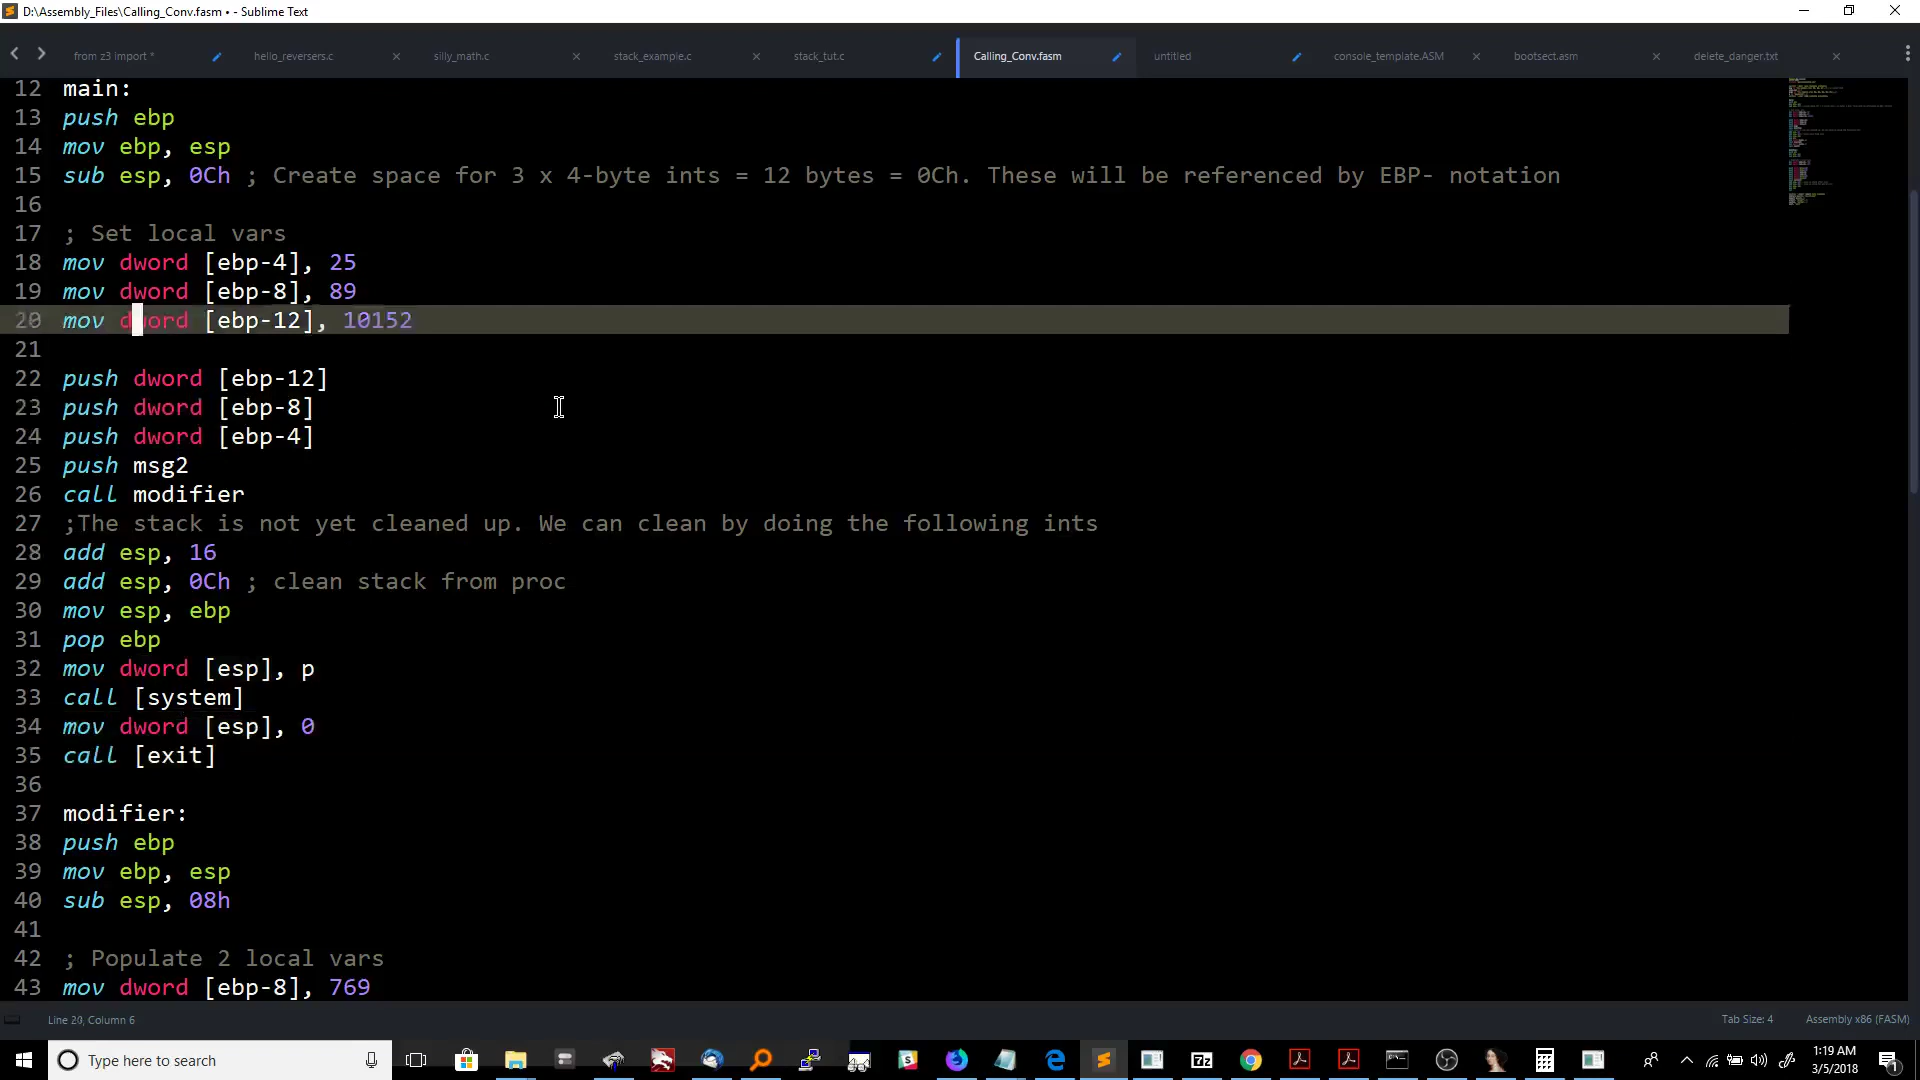 D:\Assembly_Files\Calling_Conv.fasm • - Sublime Text
from z3 import * hello_reversers.c silly_math.c stack_example.c stack_tut.c Calling_Conv.fasm untitled console_template.ASM bootsect.asm delete_danger.txt
12 main:
13 push ebp
14 mov ebp, esp
15 sub esp, 0Ch ; Create space for 3 x 4-byte ints = 12 bytes = 0Ch. These will be referenced by EBP- notation
16
17 ; Set local vars
18 mov dword [ebp-4], 25
19 mov dword [ebp-8], 89
20 mov dword [ebp-12], 10152
21
22 push dword [ebp-12]
23 push dword [ebp-8]
24 push dword [ebp-4]
25 push msg2
26 call modifier
27 ;The stack is not yet cleaned up. We can clean by doing the following ints
28 add esp, 16
29 add esp, 0Ch ; clean stack from proc
30 mov esp, ebp
31 pop ebp
32 mov dword [esp], p
33 call [system]
34 mov dword [esp], 0
35 call [exit]
36
37 modifier:
38 push ebp
39 mov ebp, esp
40 sub esp, 08h
41
42 ; Populate 2 local vars
43 mov dword [ebp-8], 769
Line 20, Column 6 Tab Size: 4 Assembly x86 (FASM)
Type here to search
1:19 AM
3/5/2018